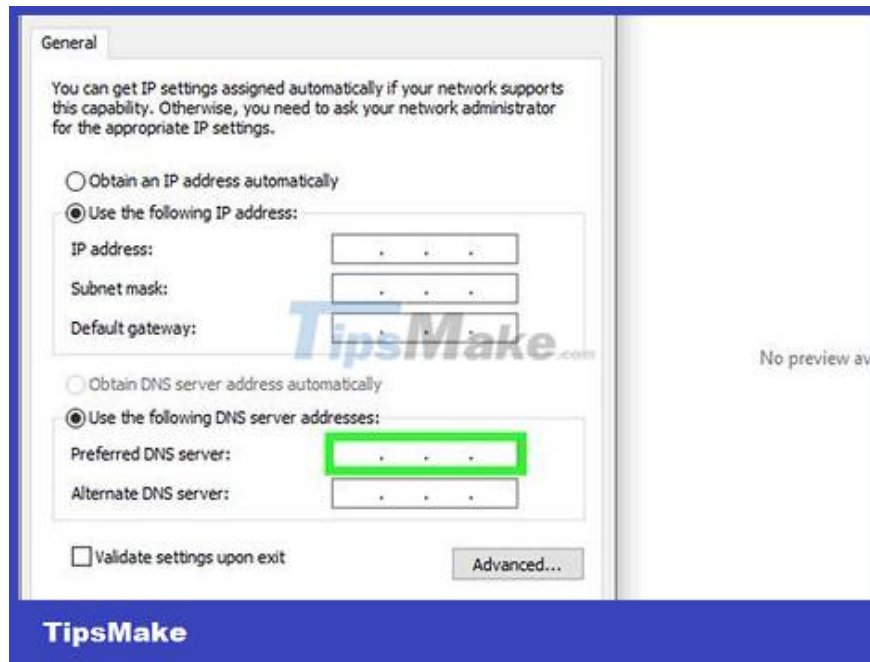 General
You can get IP settings assigned automatically if your network supports
this capability. Otherwise, you need to ask your network administrator
for the appropriate IP settings.
Obtain an IP address automatically
Use the following IP address:
IP address:
Subnet mask:
Default gateway:
TipsMake.com
No preview av
Obtain DNS server address automatically
Use the following DNS server addresses:
Preferred DNS server:
Alternate DNS server:
Validate settings upon exit
Advanced...
TipsMake